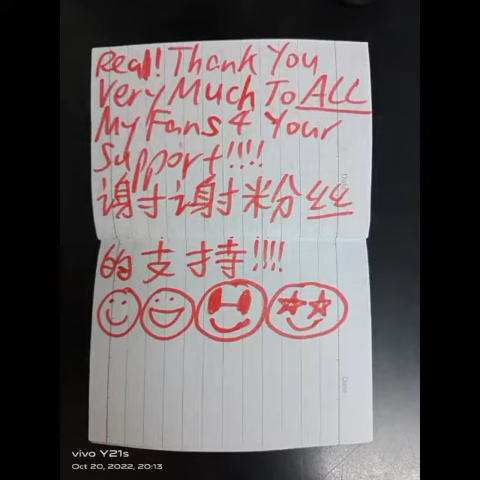 Real! Thank You
Very Much To ALL
My Fans 4 Your
Support!!!!
谢谢粉丝
的支持!!!!
Date
vivo Y21s
Oct 20, 2022, 20:13